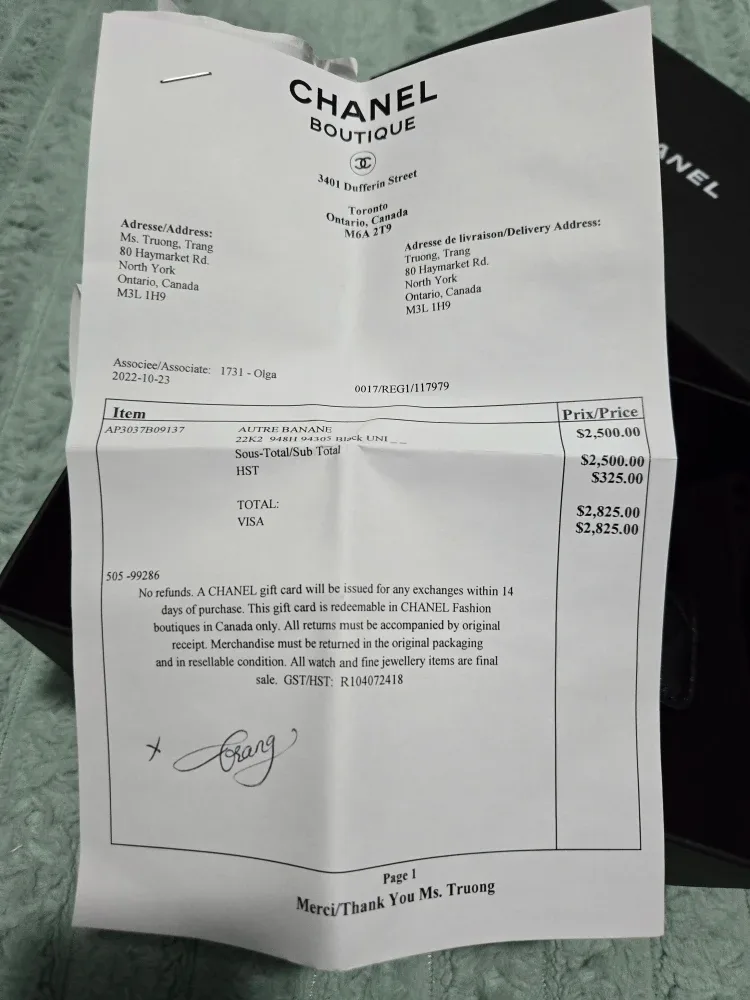 CHANEL
BOUTIQUE
3401 Dufferin Street
Toronto
Ontario, Canada
M6A 2T9
Adresse/Address:
Ms. Truong, Trang
80 Haymarket Rd.
North York
Ontario, Canada
M3L 1H9
Adresse de livraison/Delivery Address:
Truong, Trang
80 Haymarket Rd.
North York
Ontario, Canada
M3L 1H9
Associee/Associate: 1731 - Olga
2022-10-23
0017/REG1/117979
Item Prix/Price
AP3037B09137 AUTRE BANANE $2,500.00
22K2 948H 94305 Black UNI _ _
Sous-Total/Sub Total $2,500.00
HST $325.00
TOTAL: $2,825.00
VISA $2,825.00
505 -99286
No refunds. A CHANEL gift card will be issued for any exchanges within 14
days of purchase. This gift card is redeemable in CHANEL Fashion
boutiques in Canada only. All returns must be accompanied by original
receipt. Merchandise must be returned in the original packaging
and in resellable condition. All watch and fine jewellery items are final
sale. GST/HST: R104072418
x Trang
Page 1
Merci/Thank You Ms. Truong
ANEL